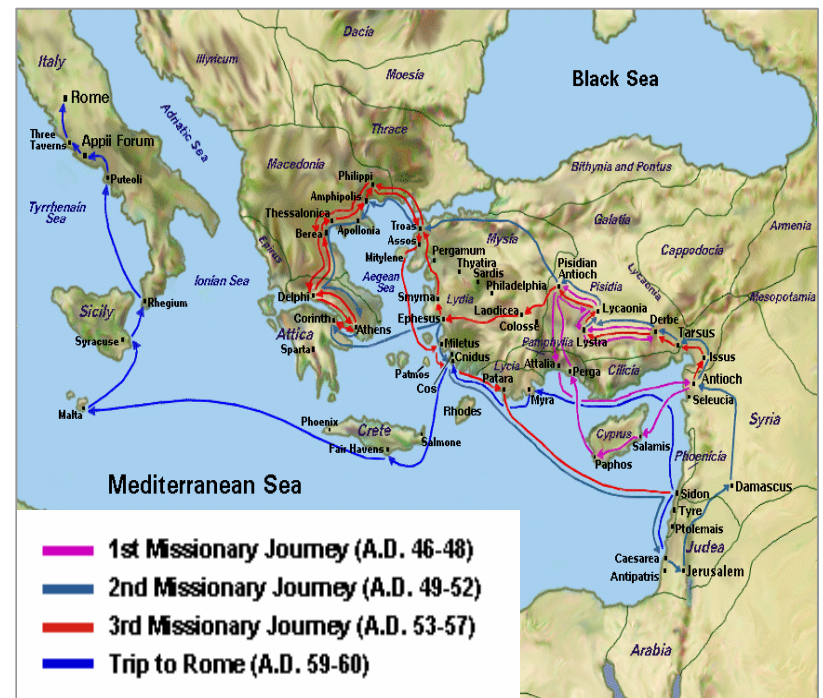 Dacia
Italy
Illyricum
Moesia
Black Sea
Rome
Adriatic Sea
Three
Taverns
Appii Forum
Thrace
Macedonia
Philippi
Bithynia and Pontus
Puteoli
Amphipolis
Tyrrhenain
Sea
Thessalonica
Berea
Apollonia
Troas
Assos
Mysia
Galatia
Armenia
Epirus
Mitylene
Pergamum
Cappodocia
Ionian Sea
Aegean
Sea
Thyatira
Sardis
Philadelphia
Pisidian
Antioch
Lycaonia
Pisidia
Mesopotamia
Rhegium
Delphi
Smyrna
Lydia
Lycaonia
Sicily
Corinth
Athens
Ephesus
Laodicea
Colosse
Derbe
Tarsus
Attica
Lystra
Syracuse
Sparta
Miletus
Cnidus
Pamphylia
Issus
Patmos
Cos
Lycia
Patara
Attalia
Perga
Cilicia
Antioch
Myra
Seleucia
Malta
Phoenix
Rhodes
Syria
Crete
Salmone
Cyprus
Salamis
Fair Havens
Paphos
Phoenicia
Mediterranean Sea
Sidon
Damascus
Tyre
Ptolemais
Judea
Caesarea
Antipatris
Jerusalem
Arabia
1st Missionary Journey (A.D. 46-48)
2nd Missionary Journey (A.D. 49-52)
3rd Missionary Journey (A.D. 53-57)
Trip to Rome (A.D. 59-60)